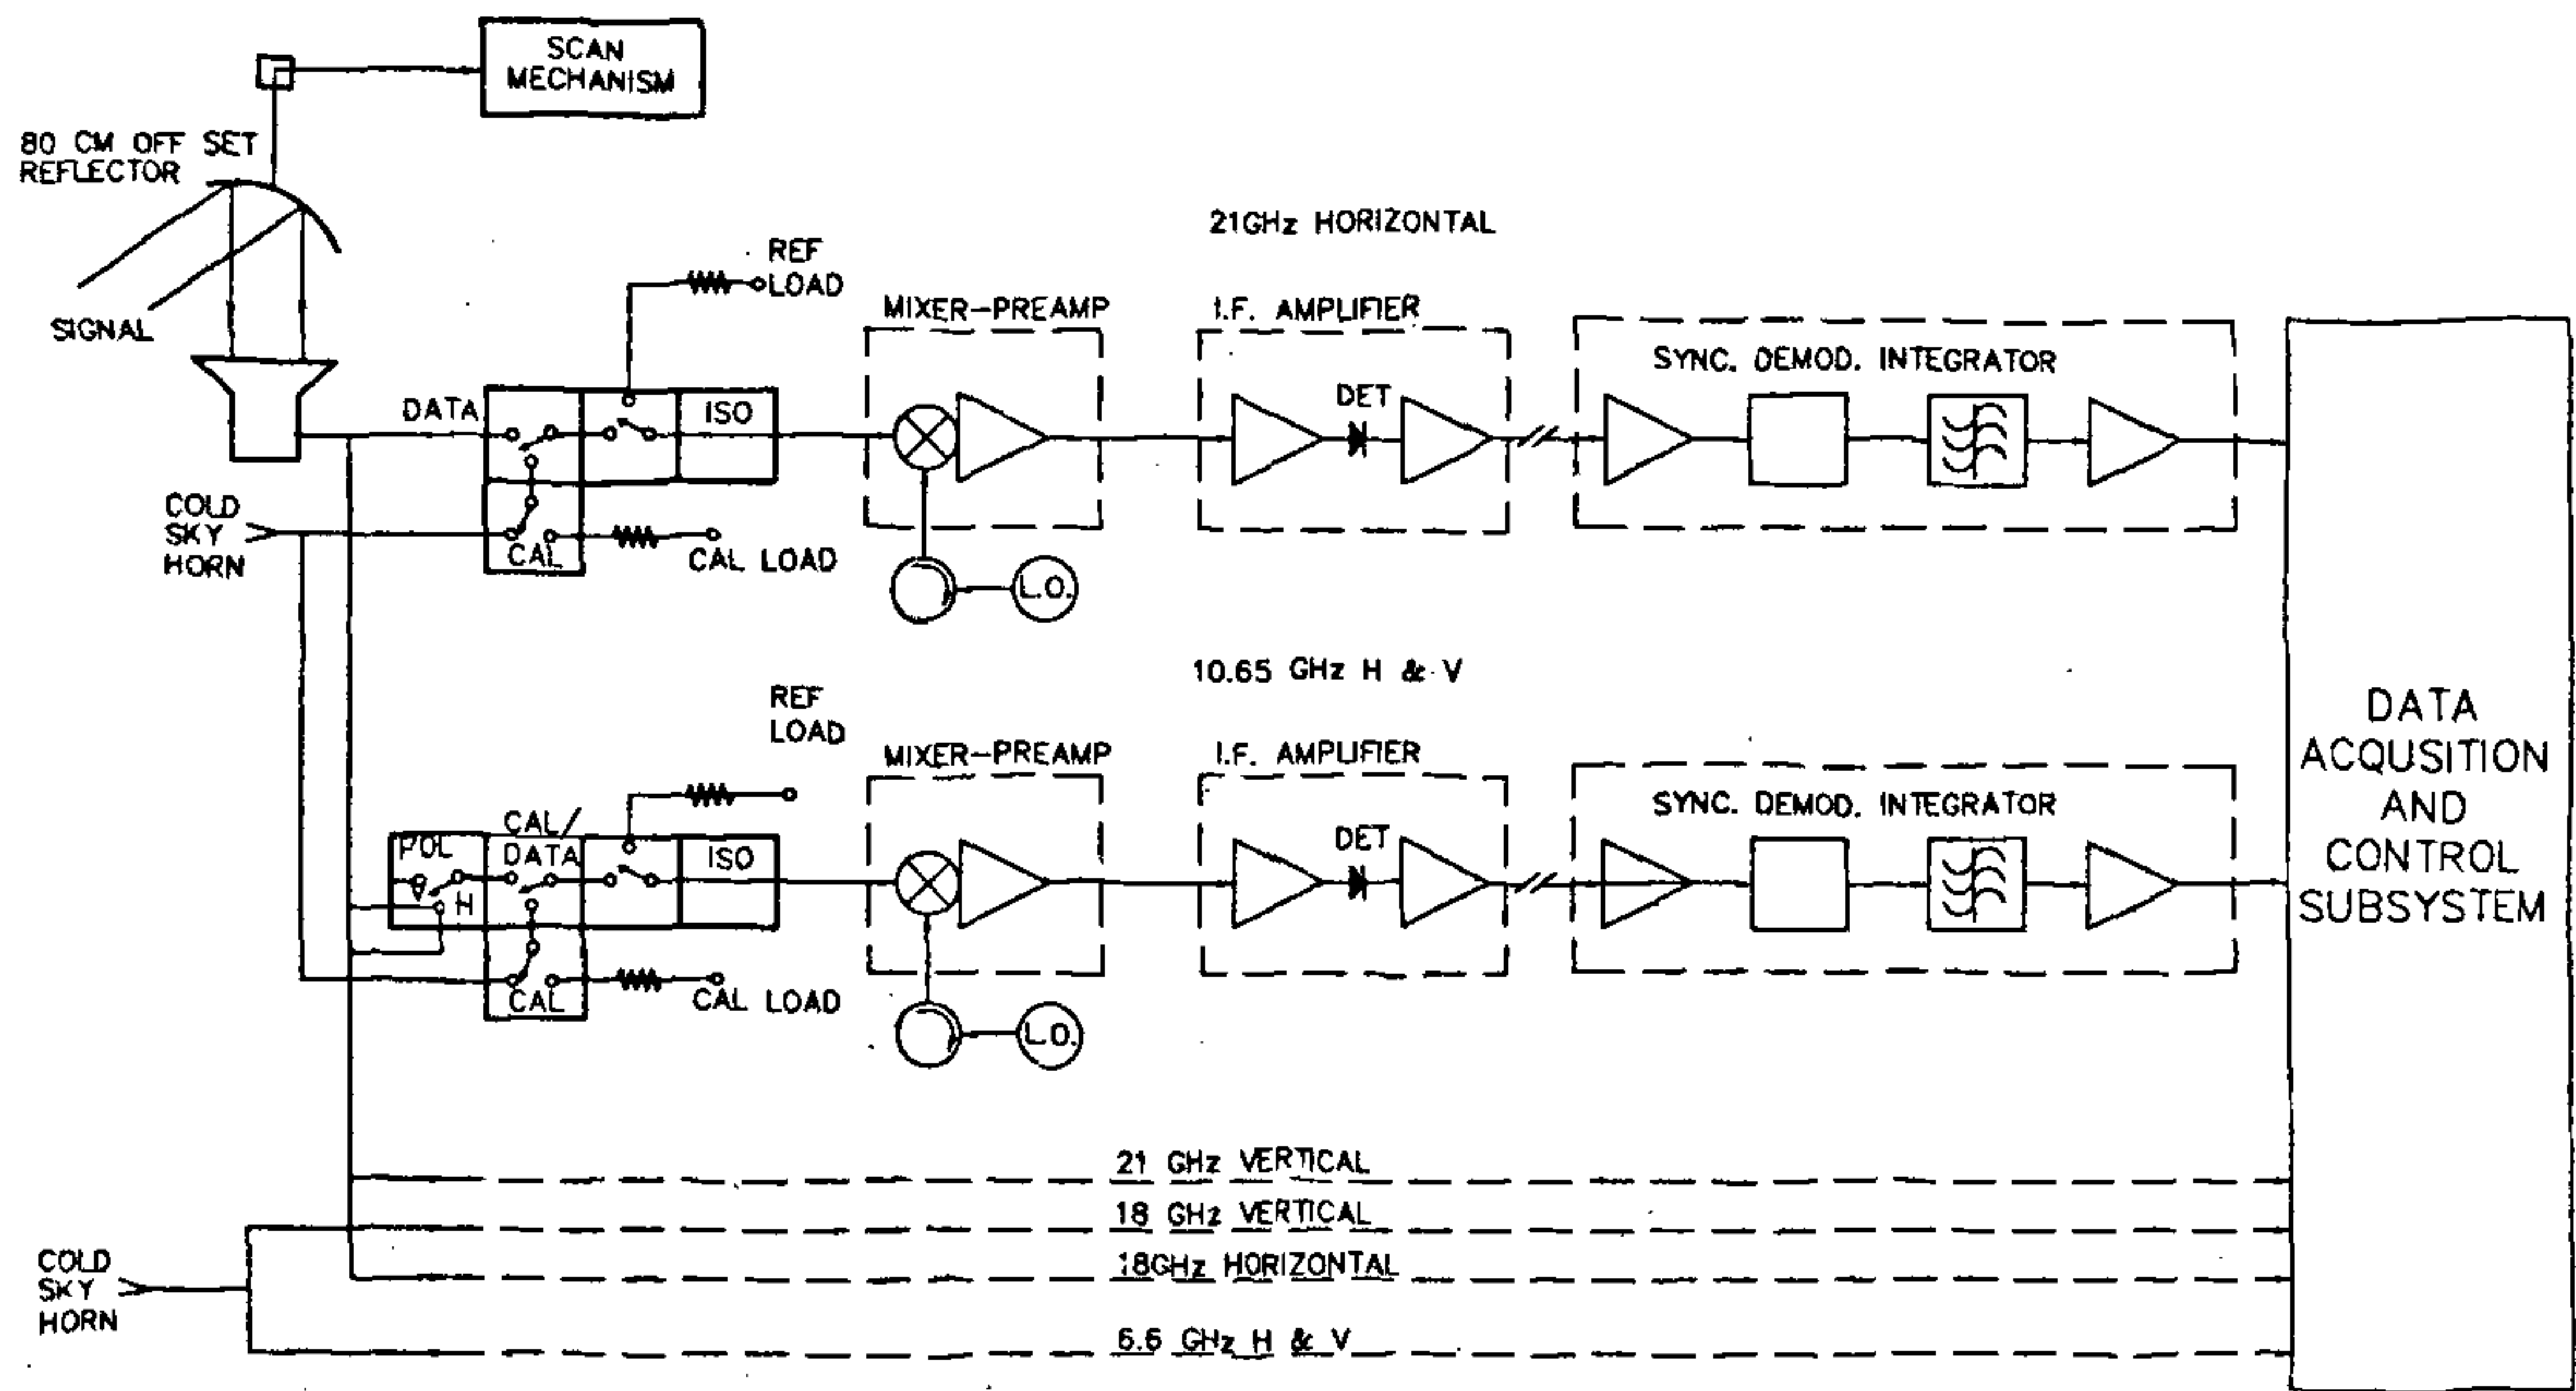 SCAN
MECHANISM
80 CM OFF SET
REFLECTOR
SIGNAL
21GHz HORIZONTAL
REF
LOAD
MIXER-PREAMP
I.F. AMPLIFIER
SYNC. DEMOD. INTEGRATOR
DATA
ISO
DET
COLD
SKY
HORN
CAL
CAL LOAD
L.O.
10.65 GHz H & V
REF
LOAD
MIXER-PREAMP
I.F. AMPLIFIER
SYNC. DEMOD. INTEGRATOR
CAL/
DATA
POL
V
H
ISO
DET
CAL
CAL LOAD
L.O.
DATA
ACQUSITION
AND
CONTROL
SUBSYSTEM
21 GHz VERTICAL
18 GHz VERTICAL
18GHz HORIZONTAL
6.6 GHz H & V
COLD
SKY
HORN